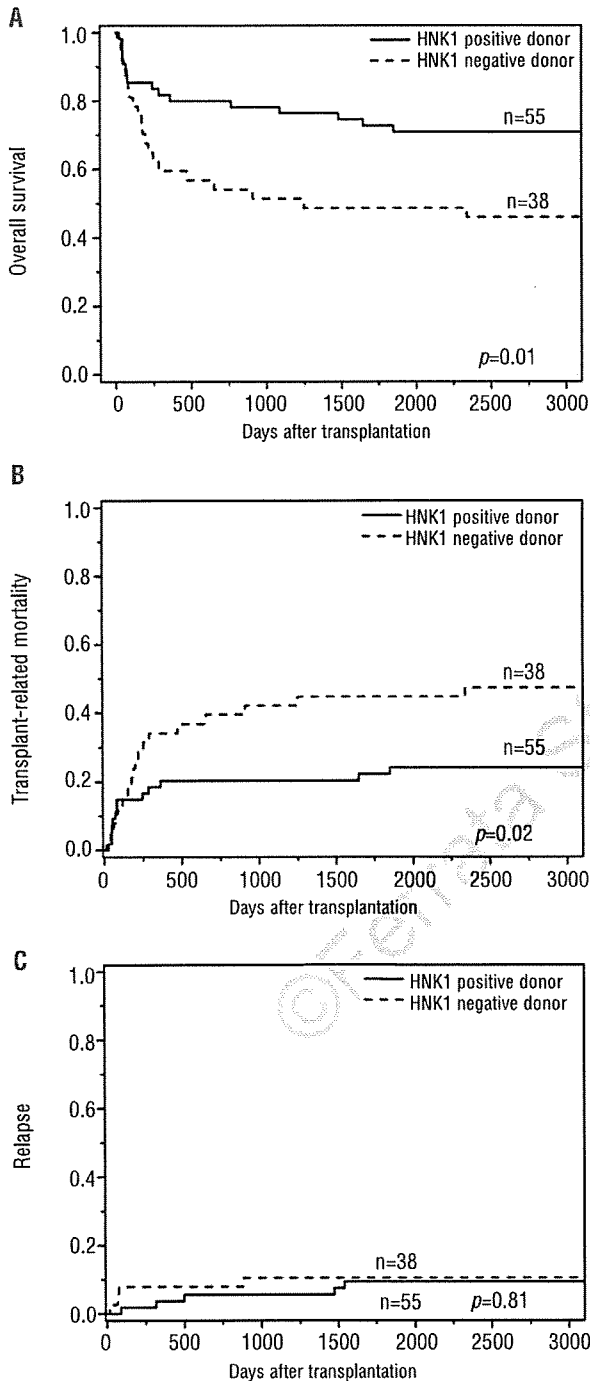 A
1.0
0.8
0.6
0.4
0.2
0.0
Overall survival
HNK1 positive donor
HNK1 negative donor
n=55
n=38
p=0.01
0 500 1000 1500 2000 2500 3000
Days after transplantation
B
1.0
0.8
0.6
0.4
0.2
0.0
Transplant-related mortality
HNK1 positive donor
HNK1 negative donor
n=38
n=55
p=0.02
0 500 1000 1500 2000 2500 3000
Days after transplantation
C
1.0
0.8
0.6
0.4
0.2
0.0
Relapse
HNK1 positive donor
HNK1 negative donor
n=38
n=55 p=0.81
0 500 1000 1500 2000 2500 3000
Days after transplantation
©Ferrata